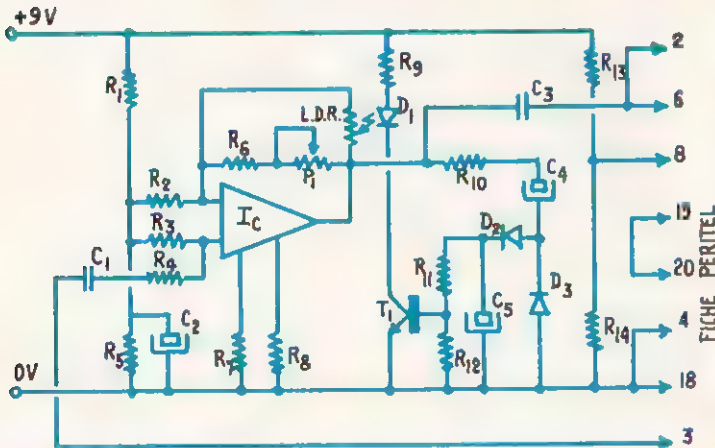 +9V
2
R1
R9
R13
C3
L.D.R.
D1
6
R6
P1
8
R10
C4
R2
IC
15
R3
D2
C1
R4
R11
D3
20
C2
T1
C5
4
R5
R7
R8
R12
R14
0V
18
3
FICHE PERITEL